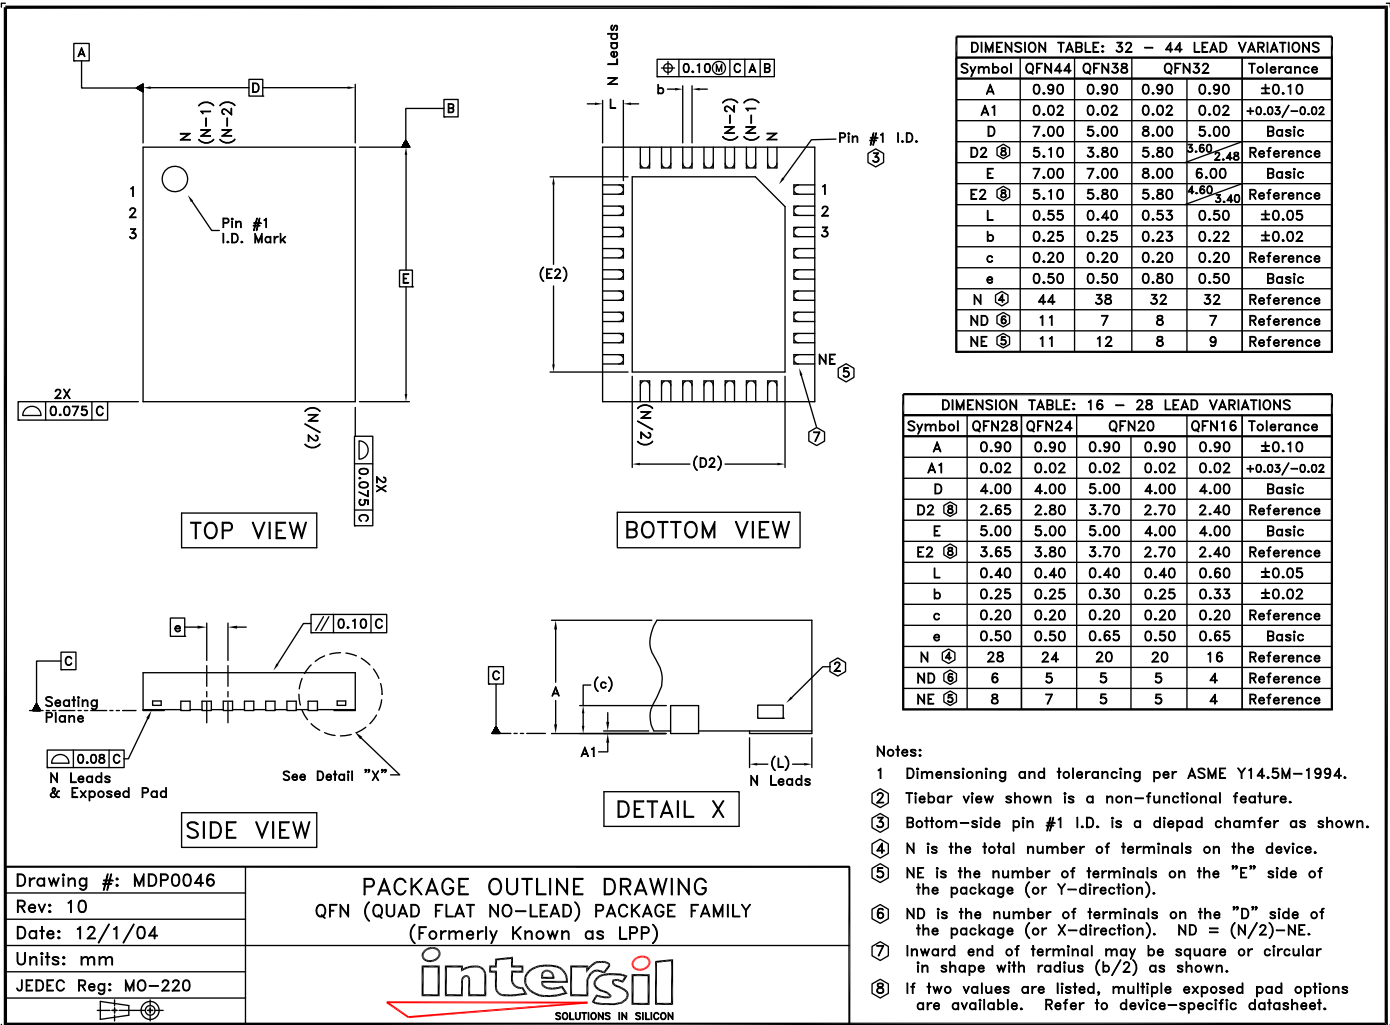 A
D
N
(N-1)
(N-2)
B
1
2
3
Pin #1
I.D. Mark
E
2X
0.075 C
(N/2)
2X
0.075 C
TOP VIEW
N Leads
L
b
0.10 Ⓜ C A B
(N-2)
(N-1)
N
Pin #1 I.D.
3
1
2
3
(E2)
NE
5
(N/2)
7
(D2)
BOTTOM VIEW
e
// 0.10 C
C
Seating
Plane
0.08 C
N Leads
& Exposed Pad
See Detail "X"
SIDE VIEW
C
A
(c)
A1
2
(L)
N Leads
DETAIL X
DIMENSION TABLE: 32 - 44 LEAD VARIATIONS
Symbol QFN44 QFN38 QFN32 Tolerance
A 0.90 0.90 0.90 0.90 ±0.10
A1 0.02 0.02 0.02 0.02 +0.03/-0.02
D 7.00 5.00 8.00 5.00 Basic
D2 8 5.10 3.80 5.80 3.60/2.48 Reference
E 7.00 7.00 8.00 6.00 Basic
E2 8 5.10 5.80 5.80 4.60/3.40 Reference
L 0.55 0.40 0.53 0.50 ±0.05
b 0.25 0.25 0.23 0.22 ±0.02
c 0.20 0.20 0.20 0.20 Reference
e 0.50 0.50 0.80 0.50 Basic
N 4 44 38 32 32 Reference
ND 6 11 7 8 7 Reference
NE 5 11 12 8 9 Reference
DIMENSION TABLE: 16 - 28 LEAD VARIATIONS
Symbol QFN28 QFN24 QFN20 QFN16 Tolerance
A 0.90 0.90 0.90 0.90 0.90 ±0.10
A1 0.02 0.02 0.02 0.02 0.02 +0.03/-0.02
D 4.00 4.00 5.00 4.00 4.00 Basic
D2 8 2.65 2.80 3.70 2.70 2.40 Reference
E 5.00 5.00 5.00 4.00 4.00 Basic
E2 8 3.65 3.80 3.70 2.70 2.40 Reference
L 0.40 0.40 0.40 0.40 0.60 ±0.05
b 0.25 0.25 0.30 0.25 0.33 ±0.02
c 0.20 0.20 0.20 0.20 0.20 Reference
e 0.50 0.50 0.65 0.50 0.65 Basic
N 4 28 24 20 20 16 Reference
ND 6 6 5 5 5 4 Reference
NE 5 8 7 5 5 4 Reference
Notes:
1 Dimensioning and tolerancing per ASME Y14.5M-1994.
2 Tiebar view shown is a non-functional feature.
3 Bottom-side pin #1 I.D. is a diepad chamfer as shown.
4 N is the total number of terminals on the device.
5 NE is the number of terminals on the "E" side of
the package (or Y-direction).
6 ND is the number of terminals on the "D" side of
the package (or X-direction). ND = (N/2)-NE.
7 Inward end of terminal may be square or circular
in shape with radius (b/2) as shown.
8 If two values are listed, multiple exposed pad options
are available. Refer to device-specific datasheet.
Drawing #: MDP0046
Rev: 10
Date: 12/1/04
Units: mm
JEDEC Reg: MO-220
PACKAGE OUTLINE DRAWING
QFN (QUAD FLAT NO-LEAD) PACKAGE FAMILY
(Formerly Known as LPP)
intersil
SOLUTIONS IN SILICON